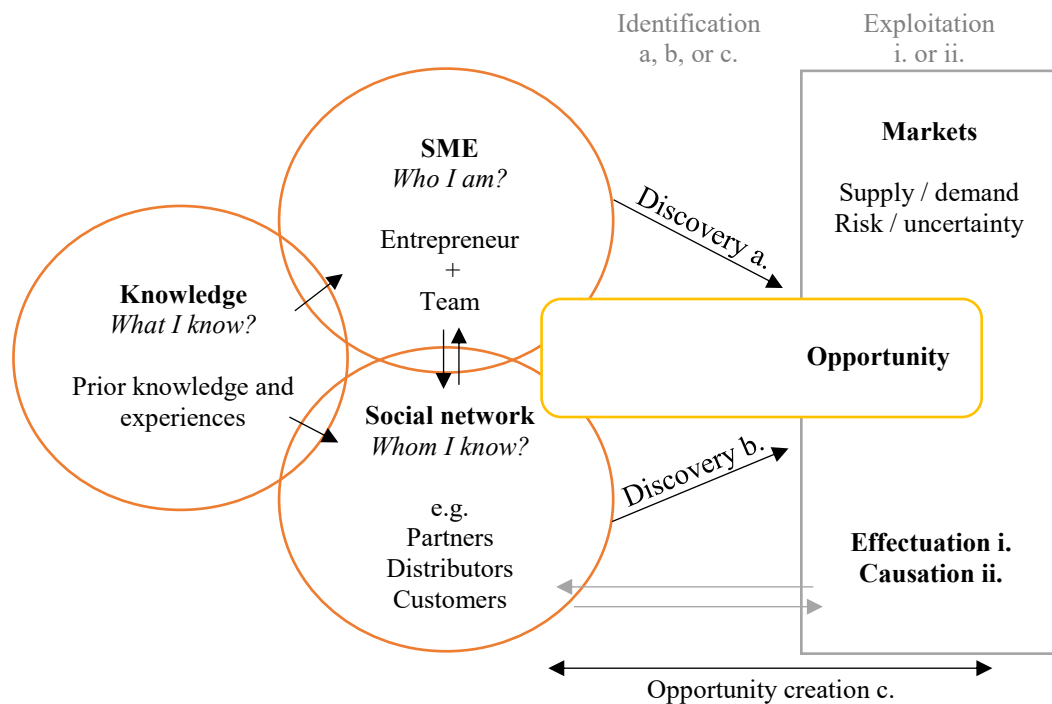 Identification
a, b, or c.
Exploitation
i. or ii.
SME
Who I am?
Entrepreneur
+
Team
Knowledge
What I know?
Prior knowledge and
experiences
Social network
Whom I know?
e.g.
Partners
Distributors
Customers
Discovery a.
Discovery b.
Markets
Supply / demand
Risk / uncertainty
Opportunity
Effectuation i.
Causation ii.
Opportunity creation c.